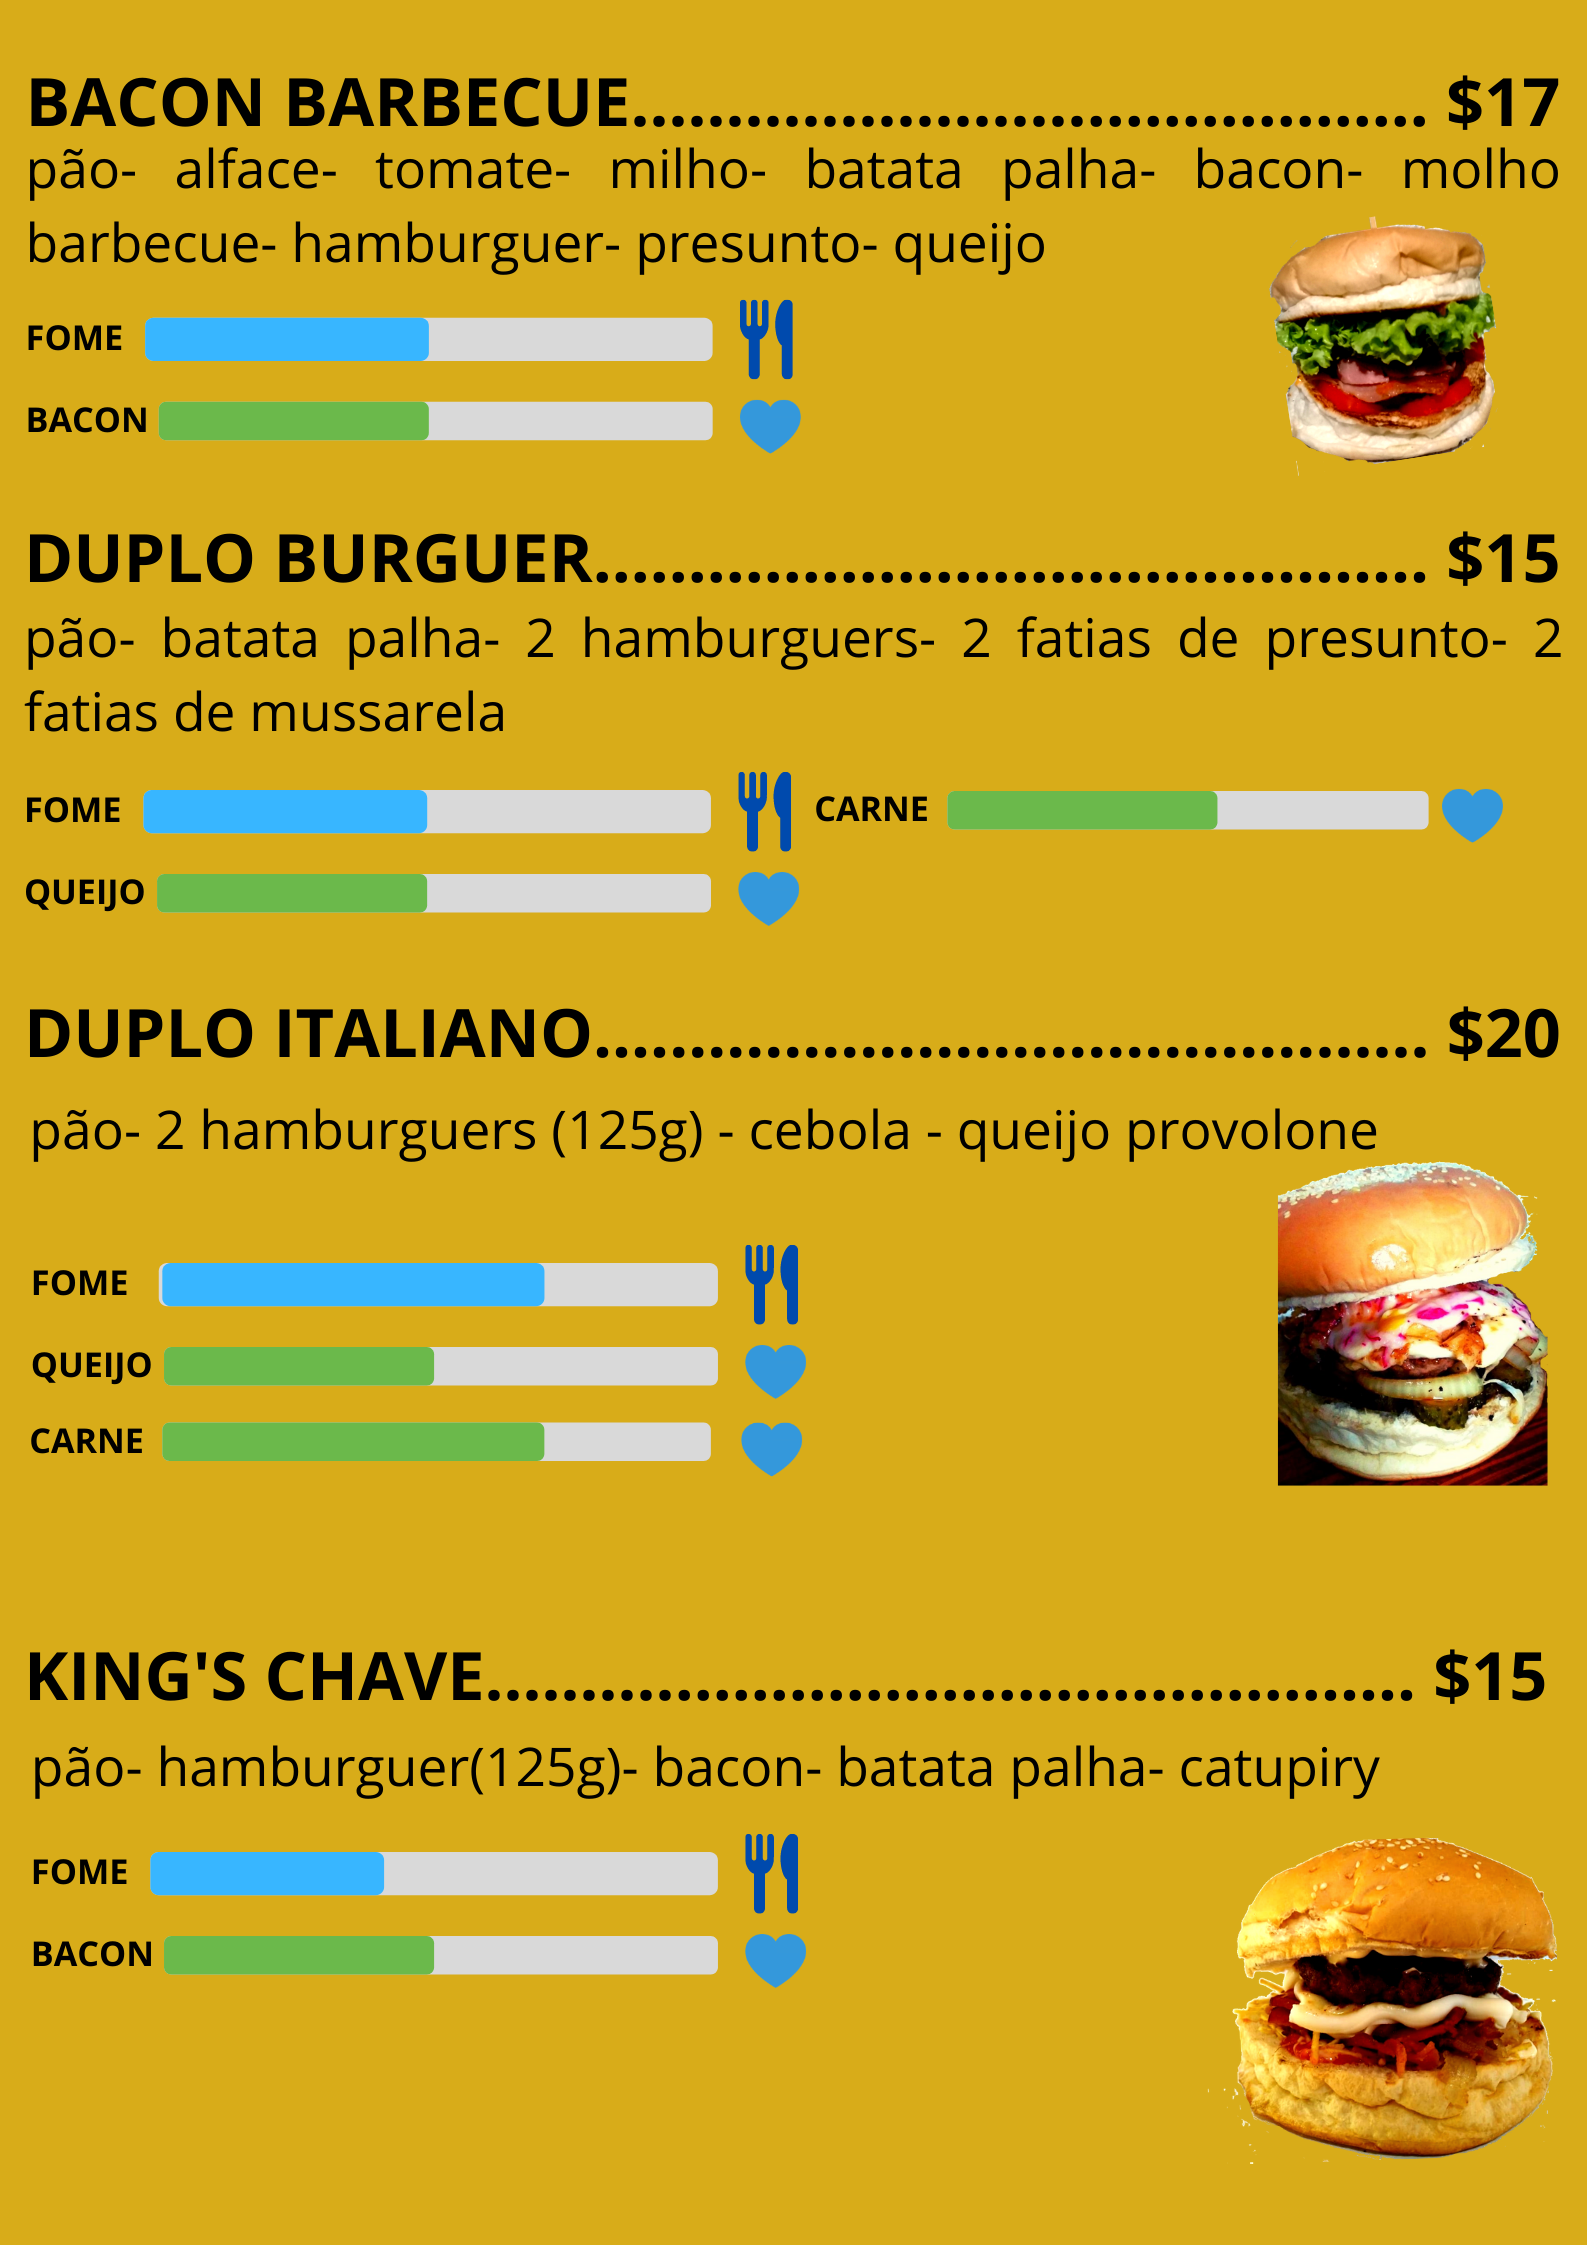 BACON BARBECUE.......................................... $17
pão- alface- tomate- milho- batata palha- bacon- molho
barbecue- hamburguer- presunto- queijo
FOME
BACON
DUPLO BURGUER............................................ $15
pão- batata palha- 2 hamburguers- 2 fatias de presunto- 2
fatias de mussarela
FOME
CARNE
QUEIJO
DUPLO ITALIANO............................................ $20
pão- 2 hamburguers (125g) - cebola - queijo provolone
FOME
QUEIJO
CARNE
KING'S CHAVE................................................. $15
pão- hamburguer(125g)- bacon- batata palha- catupiry
FOME
BACON